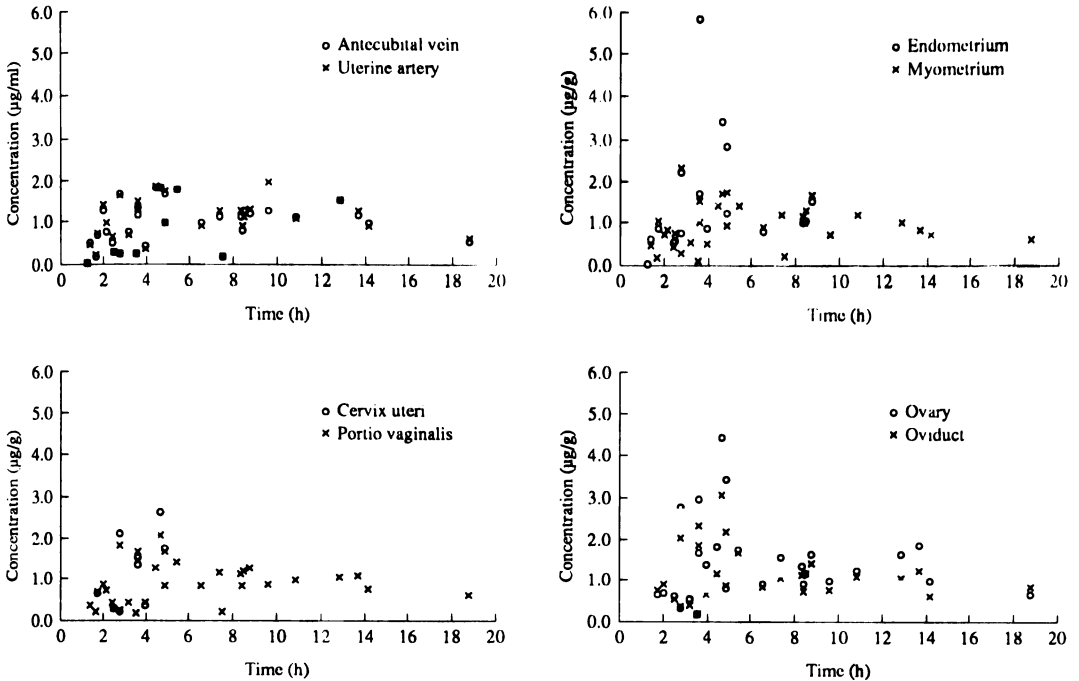 6.0
5.0
4.0
3.0
2.0
1.0
0.0
Concentration (µg/ml)
Antecubital vein
Uterine artery
0 2 4 6 8 10 12 14 16 18 20
Time (h)
6.0
5.0
4.0
3.0
2.0
1.0
0.0
Concentration (µg/g)
Endometrium
Myometrium
0 2 4 6 8 10 12 14 16 18 20
Time (h)
6.0
5.0
4.0
3.0
2.0
1.0
0.0
Concentration (µg/g)
Cervix uteri
Portio vaginalis
0 2 4 6 8 10 12 14 16 18 20
Time (h)
6.0
5.0
4.0
3.0
2.0
1.0
0.0
Concentration (µg/g)
Ovary
Oviduct
0 2 4 6 8 10 12 14 16 18 20
Time (h)